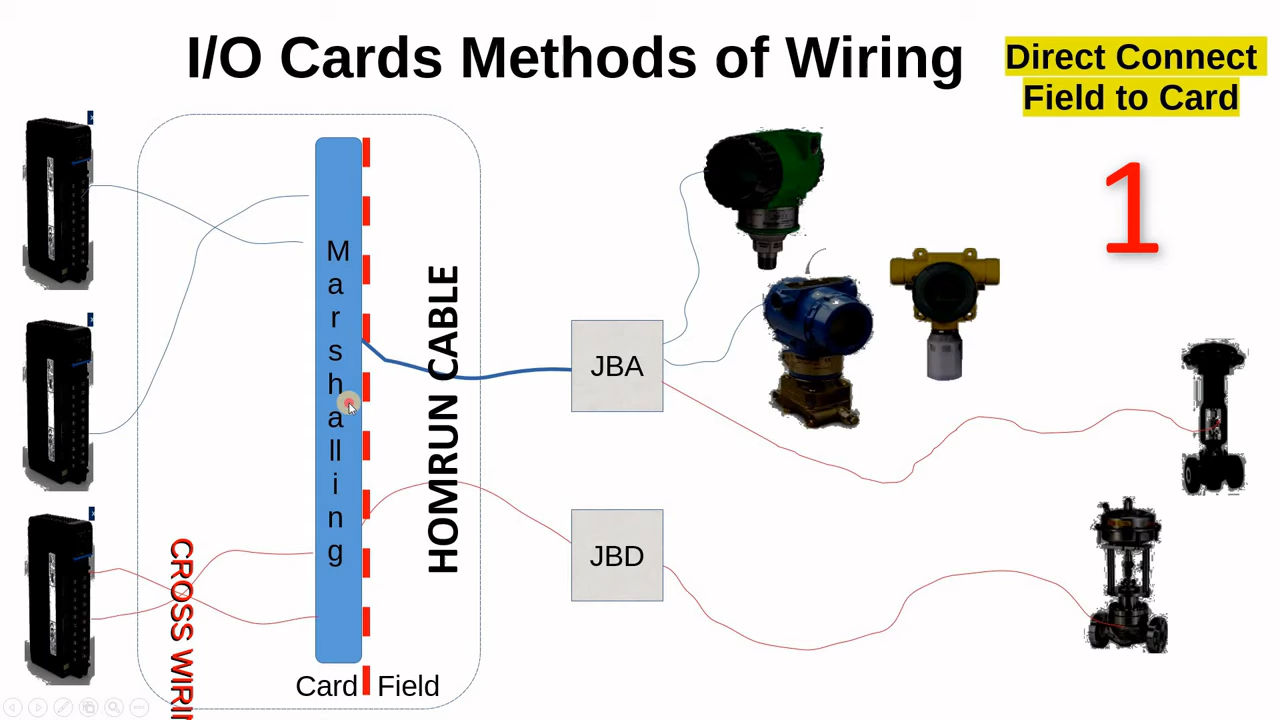 I/O Cards Methods of Wiring
Direct Connect
Field to Card
1
Marshalling
HOMRUN CABLE
JBA
JBD
CROSS WIRI
Card
Field